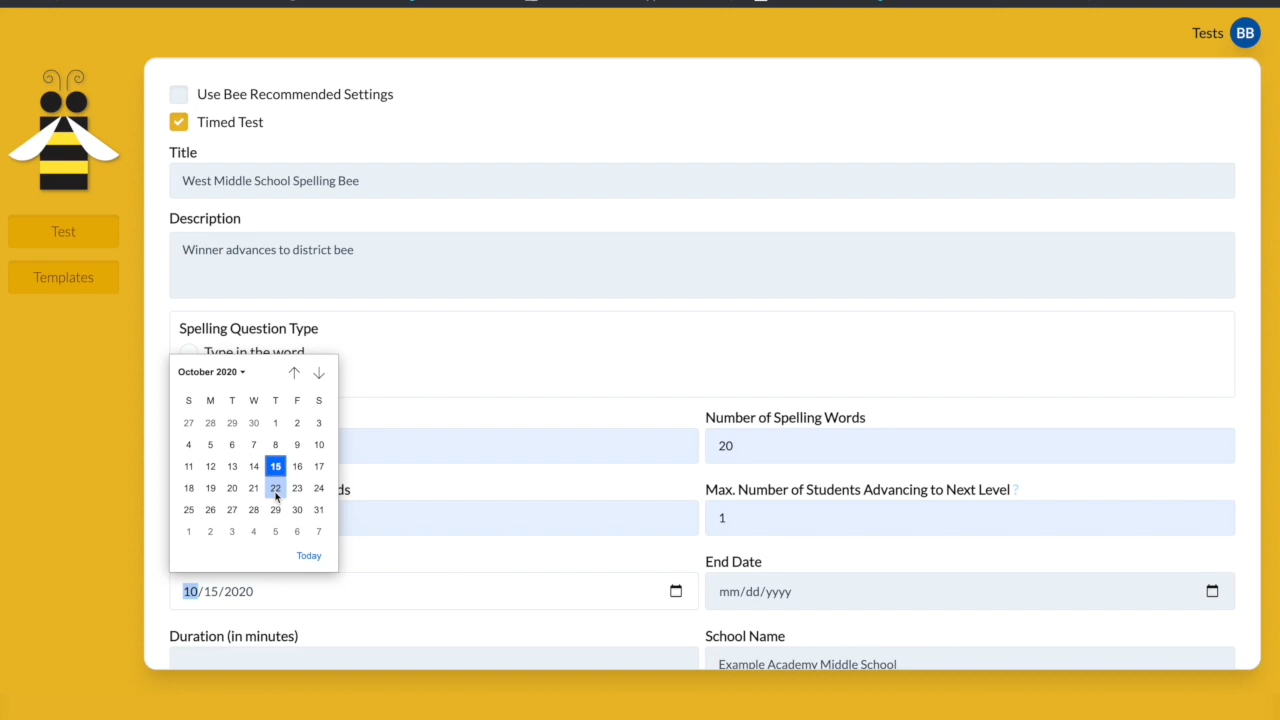 Tests BB
Use Bee Recommended Settings
Timed Test
Title
West Middle School Spelling Bee
Description
Winner advances to district bee
Test
Templates
Spelling Question Type
Type in the word
October 2020
S M T W T F S
27 28 29 30 1 2 3
4 5 6 7 8 9 10
11 12 13 14 15 16 17
18 19 20 21 22 23 24
25 26 27 28 29 30 31
1 2 3 4 5 6 7
Today
Number of Spelling Words
20
ds
Max. Number of Students Advancing to Next Level ?
1
10/15/2020
End Date
mm/dd/yyyy
Duration (in minutes)
School Name
Example Academy Middle School